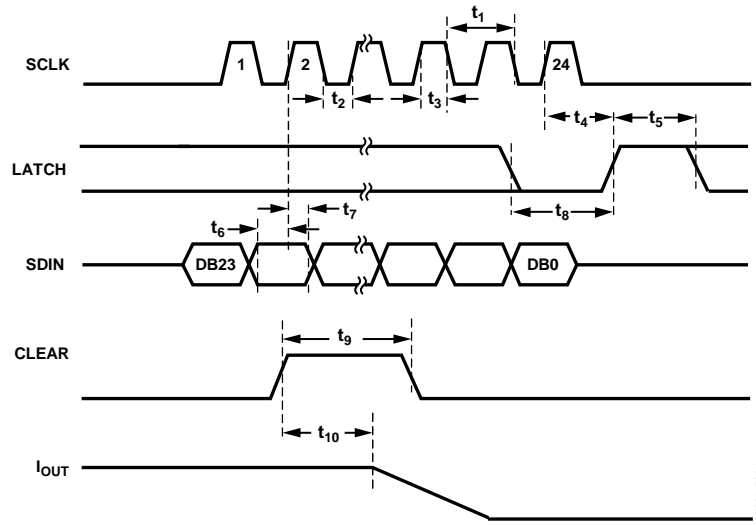 t1
SCLK
1
2
24
t2
t3
t4
t5
LATCH
t6
t7
t8
SDIN
DB23
DB0
t9
CLEAR
t10
IOUT